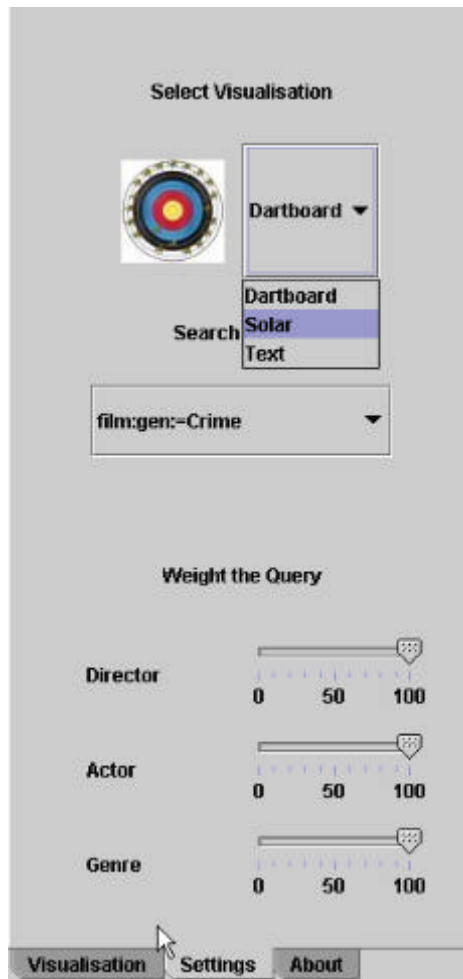 Select Visualisation
Dartboard
Dartboard
Solar
Text
Search
film:gen:=Crime
Weight the Query
Director
0 50 100
Actor
0 50 100
Genre
0 50 100
Visualisation Settings About